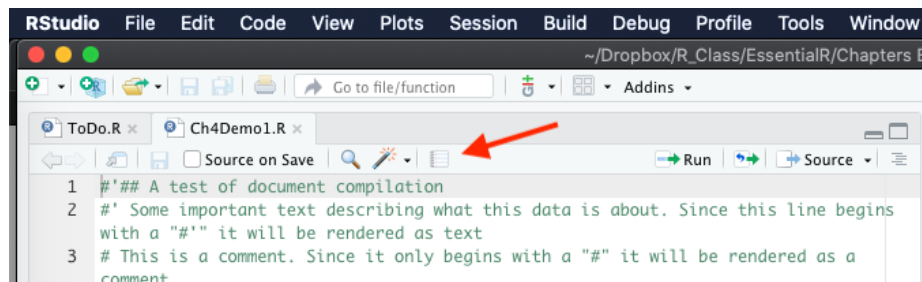 RStudio File Edit Code View Plots Session Build Debug Profile Tools Window
~/Dropbox/R_Class/EssentialR/Chapters
Go to file/function Addins
ToDo.R Ch4Demo1.R
Source on Save Run Source
1 #'## A test of document compilation
2 #' Some important text describing what this data is about. Since this line begins
with a "#'" it will be rendered as text
3 # This is a comment. Since it only begins with a "#" it will be rendered as a
comment